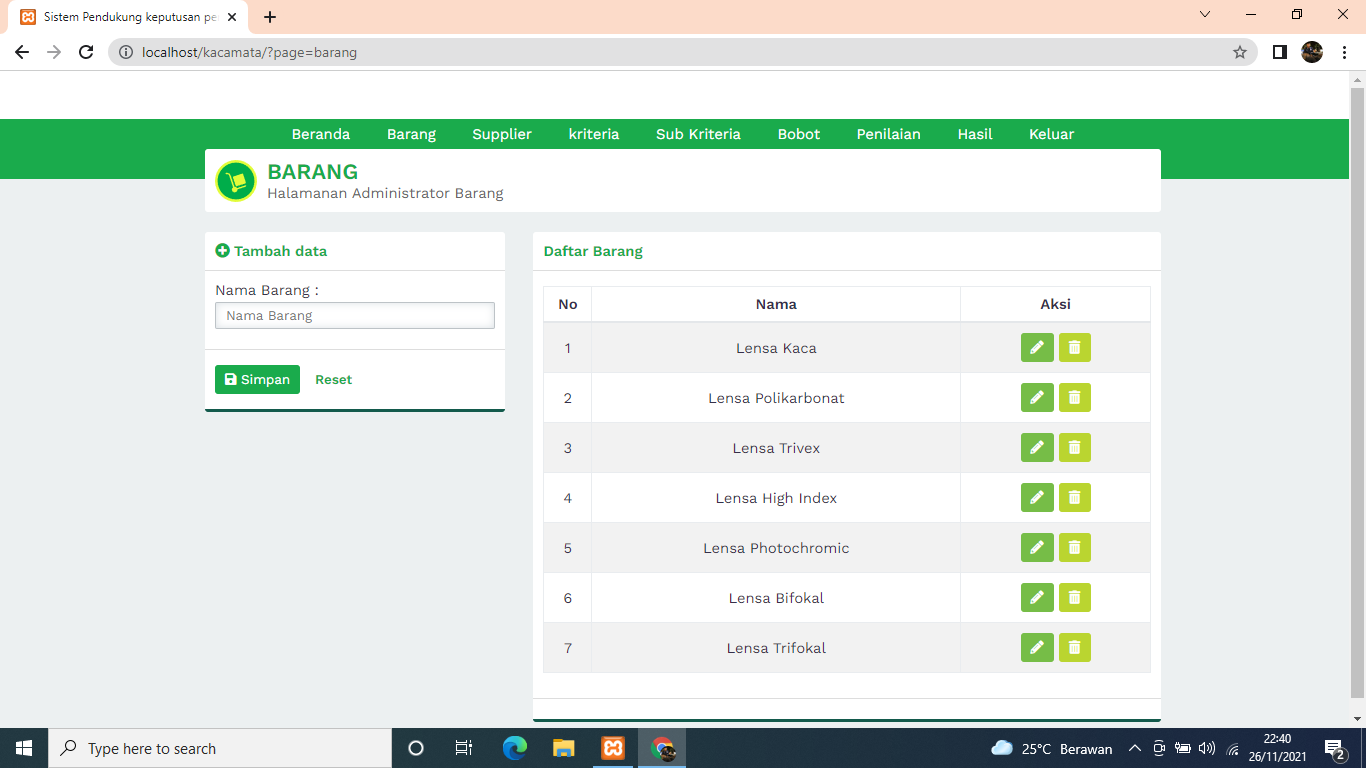 Sistem Pendukung keputusan pe
localhost/kacamata/?page=barang
Beranda Barang Supplier kriteria Sub Kriteria Bobot Penilaian Hasil Keluar
BARANG
Halamanan Administrator Barang
Tambah data
Nama Barang :
Nama Barang
Simpan Reset
Daftar Barang
No Nama Aksi
1 Lensa Kaca
2 Lensa Polikarbonat
3 Lensa Trivex
4 Lensa High Index
5 Lensa Photochromic
6 Lensa Bifokal
7 Lensa Trifokal
Type here to search
25°C Berawan
22:40
26/11/2021
2